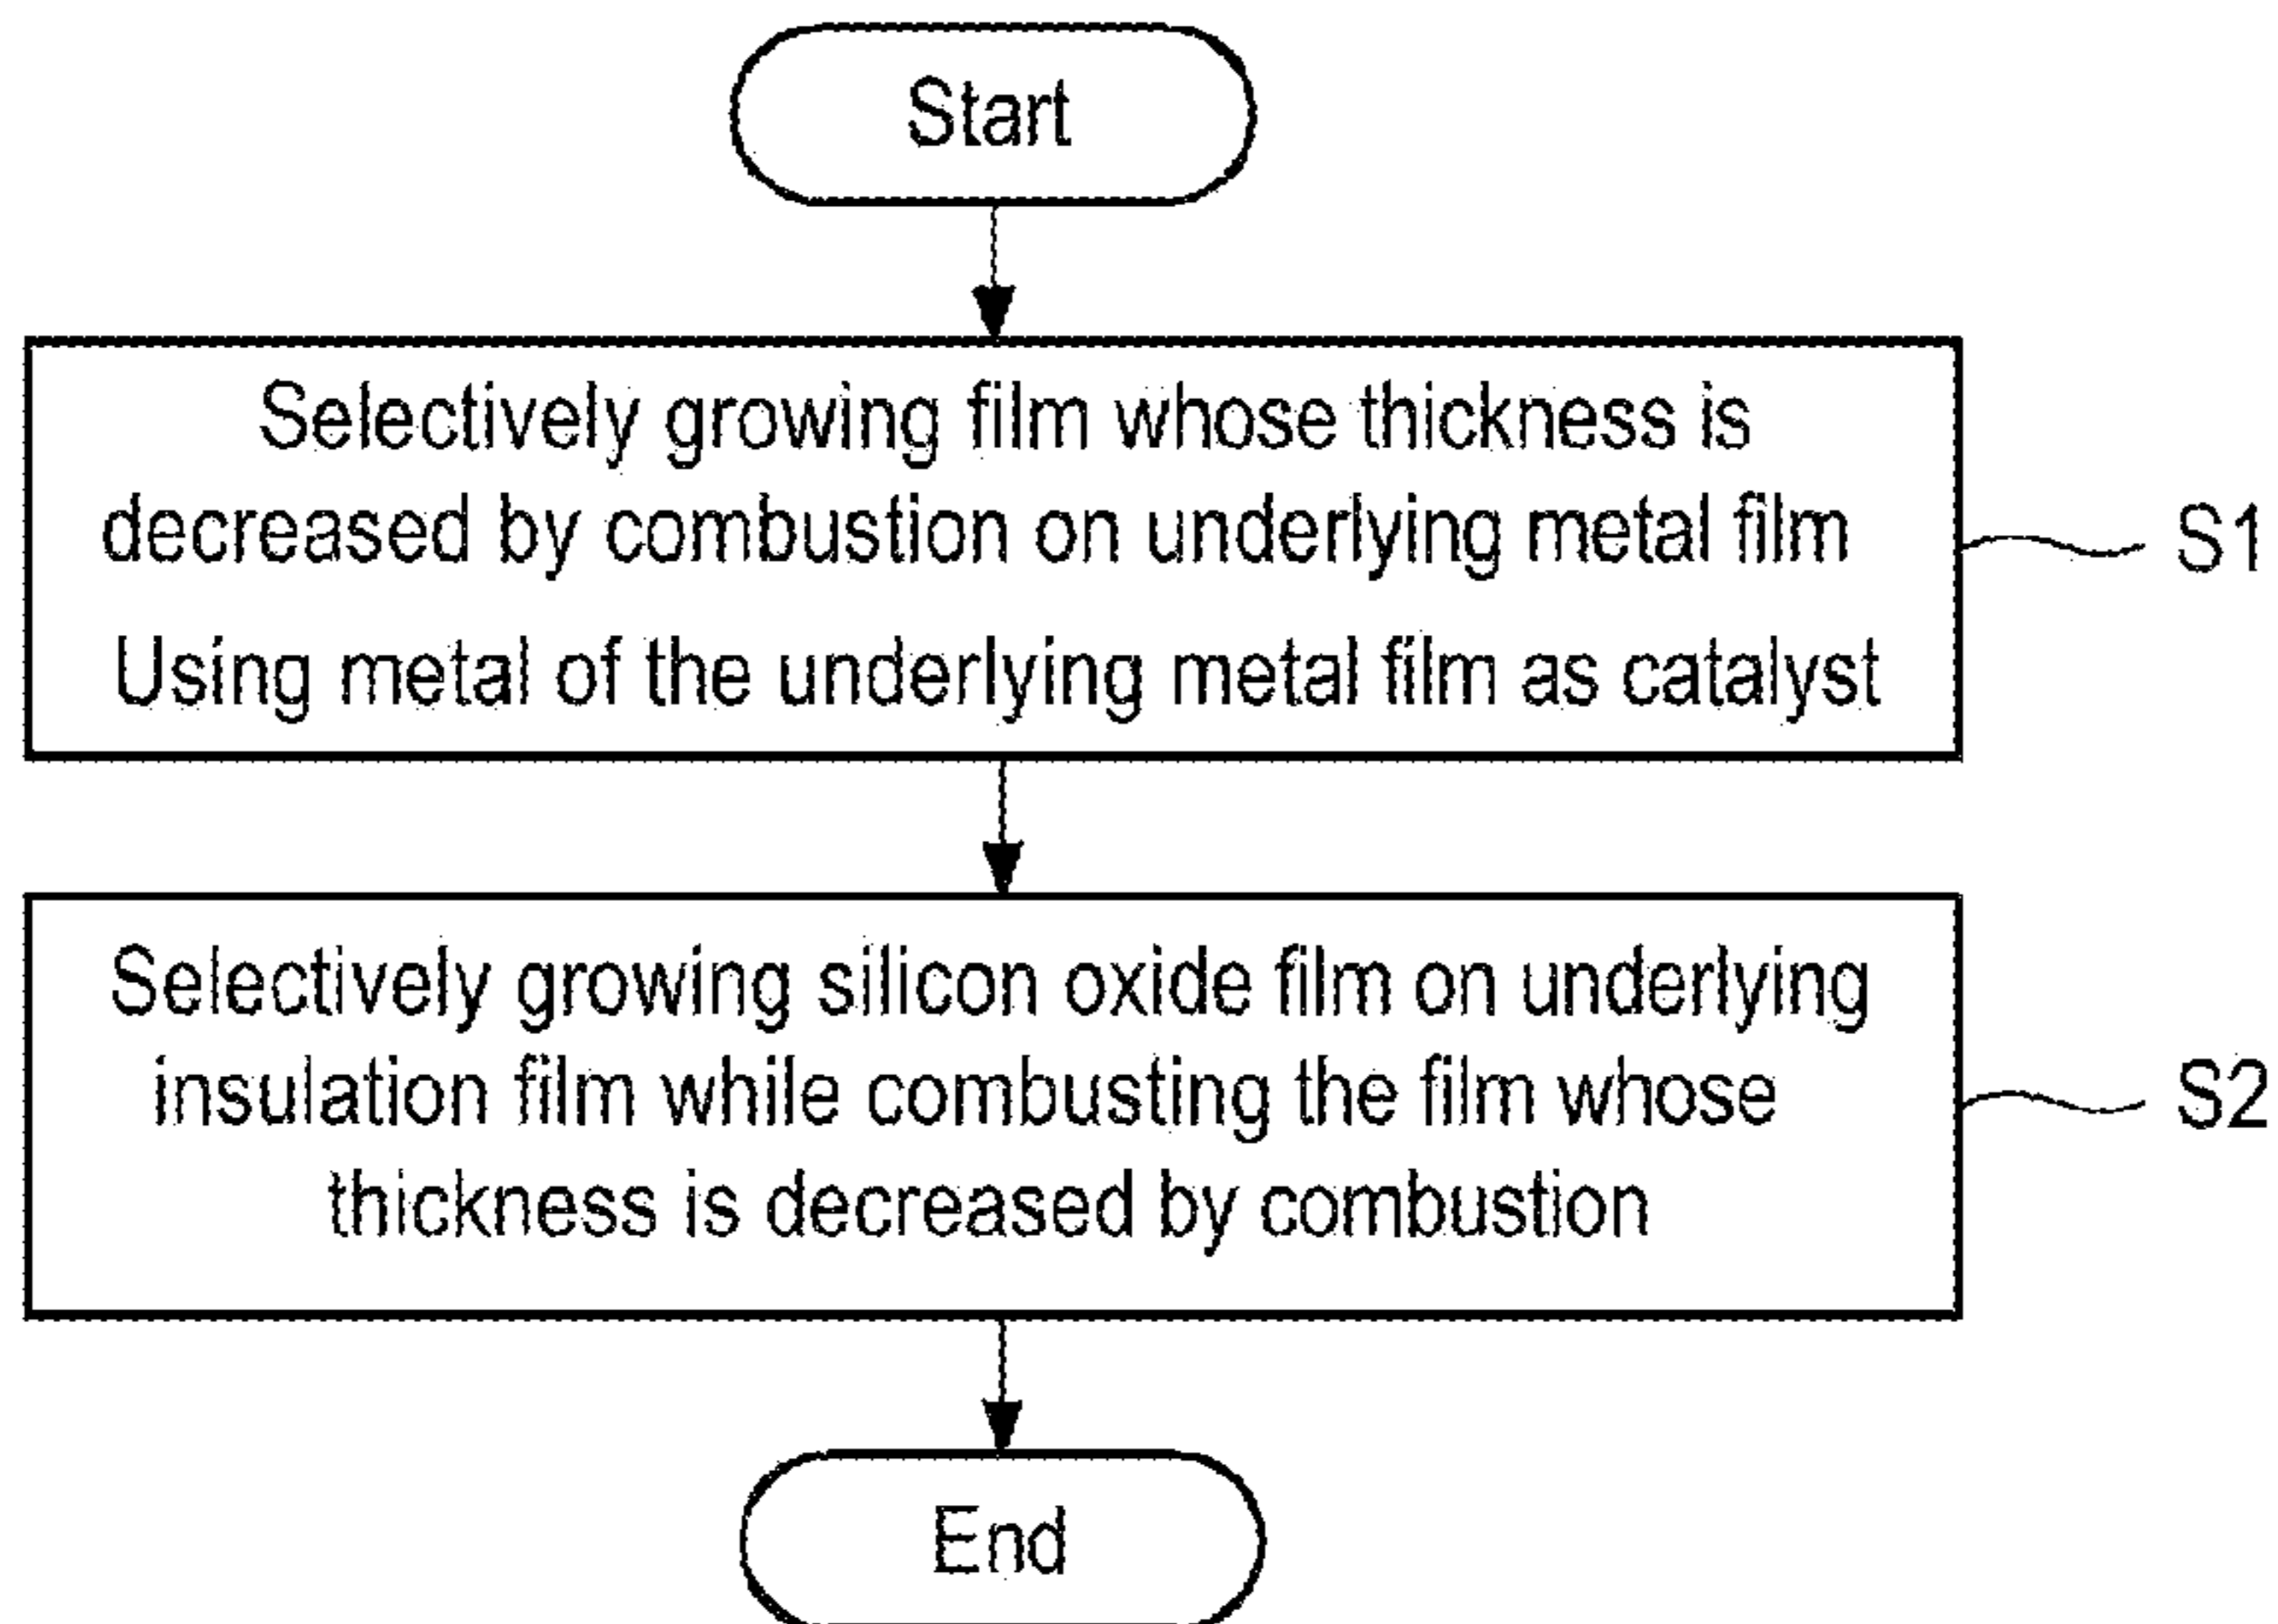 Start
Selectively growing film whose thickness is
decreased by combustion on underlying metal film
Using metal of the underlying metal film as catalyst
S1
Selectively growing silicon oxide film on underlying
insulation film while combusting the film whose
thickness is decreased by combustion
S2
End